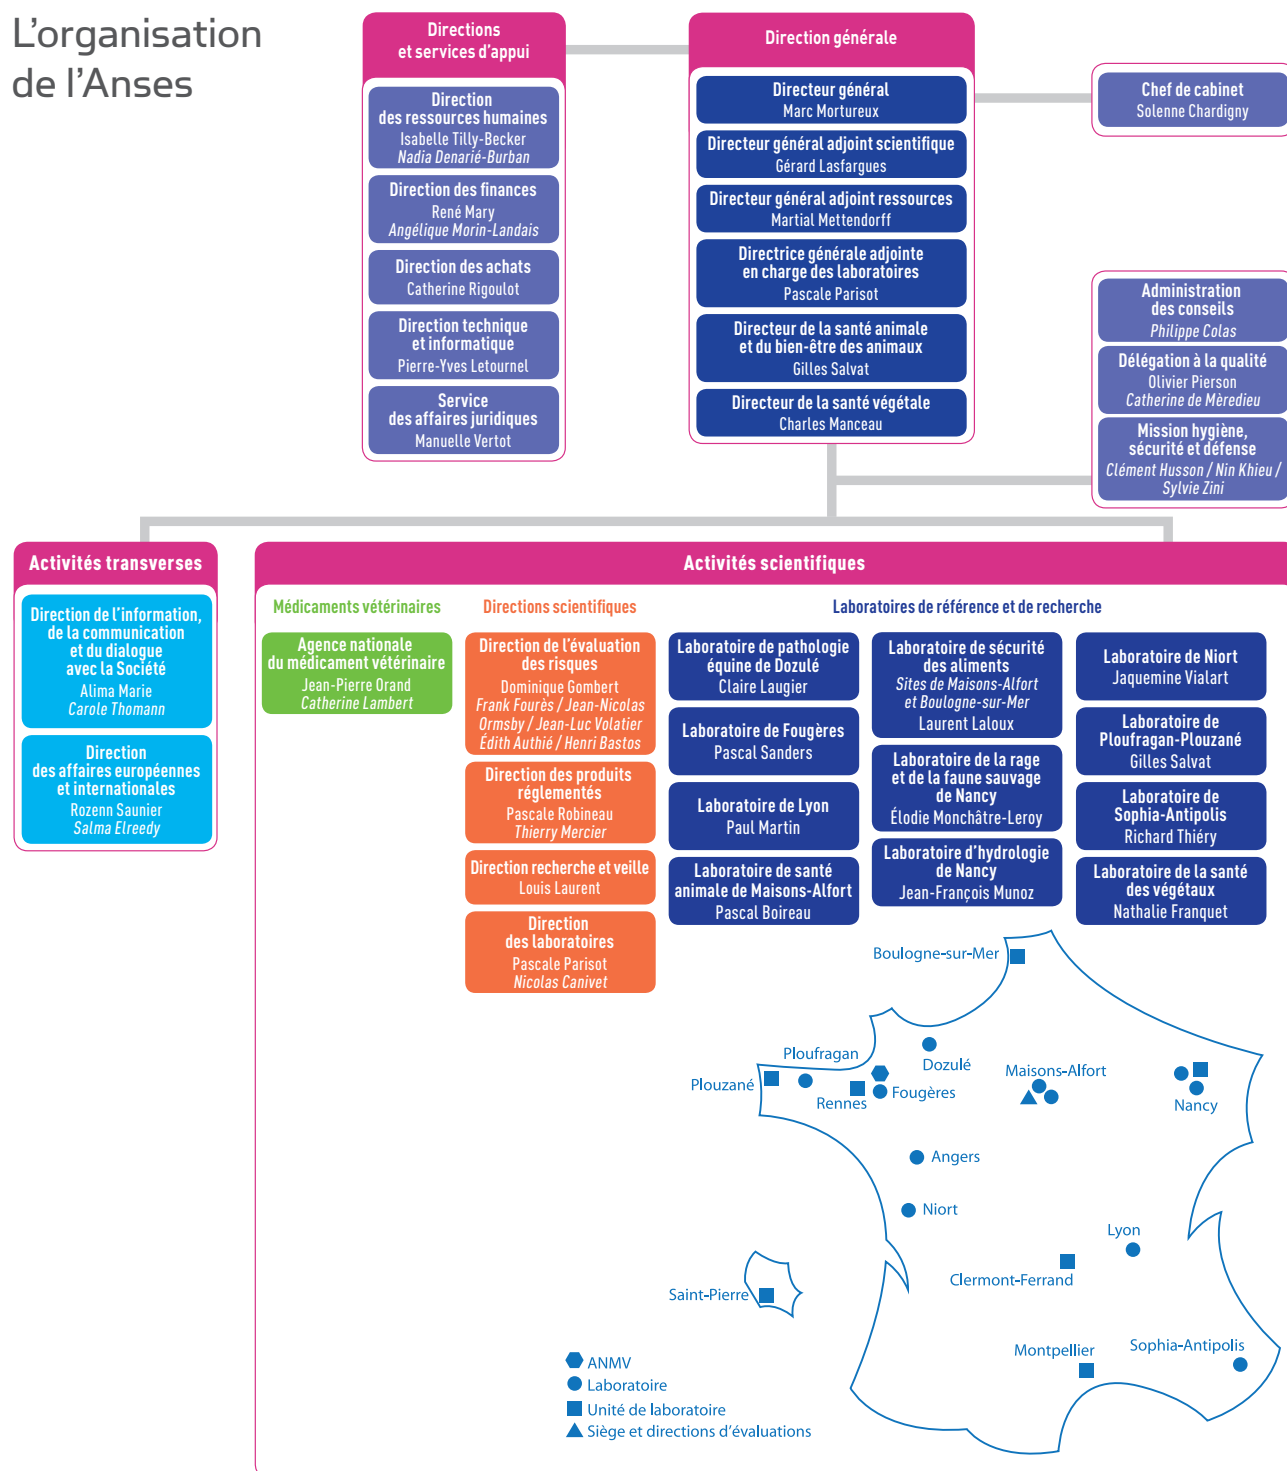 L'organisation
de l'Anses
Directions
et services d'appui
Direction
des ressources humaines
Isabelle Tilly-Becker
Nadia Denarié-Burban
Direction des finances
René Mary
Angélique Morin-Landais
Direction des achats
Catherine Rigoulot
Direction technique
et informatique
Pierre-Yves Letournel
Service
des affaires juridiques
Manuelle Vertot
Direction générale
Directeur général
Marc Mortureux
Directeur général adjoint scientifique
Gérard Lasfargues
Directeur général adjoint ressources
Martial Mettendorff
Directrice générale adjointe
en charge des laboratoires
Pascale Parisot
Directeur de la santé animale
et du bien-être des animaux
Gilles Salvat
Directeur de la santé végétale
Charles Manceau
Chef de cabinet
Solenne Chardigny
Administration
des conseils
Philippe Colas
Délégation à la qualité
Olivier Pierson
Catherine de Mèredieu
Mission hygiène,
sécurité et défense
Clément Husson / Nin Khieu /
Sylvie Zini
Activités transverses
Direction de l'information,
de la communication
et du dialogue
avec la Société
Alima Marie
Carole Thomann
Direction
des affaires européennes
et internationales
Rozenn Saunier
Salma Elreedy
Activités scientifiques
Médicaments vétérinaires
Agence nationale
du médicament vétérinaire
Jean-Pierre Orand
Catherine Lambert
Directions scientifiques
Direction de l'évaluation
des risques
Dominique Gombert
Frank Fourès / Jean-Nicolas
Ormsby / Jean-Luc Volatier
Édith Authié / Henri Bastos
Direction des produits
réglementés
Pascale Robineau
Thierry Mercier
Direction recherche et veille
Louis Laurent
Direction
des laboratoires
Pascale Parisot
Nicolas Canivet
Laboratoires de référence et de recherche
Laboratoire de pathologie
équine de Dozulé
Claire Laugier
Laboratoire de Fougères
Pascal Sanders
Laboratoire de Lyon
Paul Martin
Laboratoire de santé
animale de Maisons-Alfort
Pascal Boireau
Laboratoire de sécurité
des aliments
Sites de Maisons-Alfort
et Boulogne-sur-Mer
Laurent Laloux
Laboratoire de la rage
et de la faune sauvage
de Nancy
Élodie Monchâtre-Leroy
Laboratoire d'hydrologie
de Nancy
Jean-François Munoz
Laboratoire de Niort
Jaquemine Vialart
Laboratoire de
Ploufragan-Plouzané
Gilles Salvat
Laboratoire de
Sophia-Antipolis
Richard Thiéry
Laboratoire de la santé
des végétaux
Nathalie Franquet
Boulogne-sur-Mer
Ploufragan
Dozulé
Maisons-Alfort
Plouzané
Rennes
Fougères
Nancy
Angers
Niort
Lyon
Clermont-Ferrand
Saint-Pierre
Montpellier
Sophia-Antipolis
ANMV
Laboratoire
Unité de laboratoire
Siège et directions d'évaluations